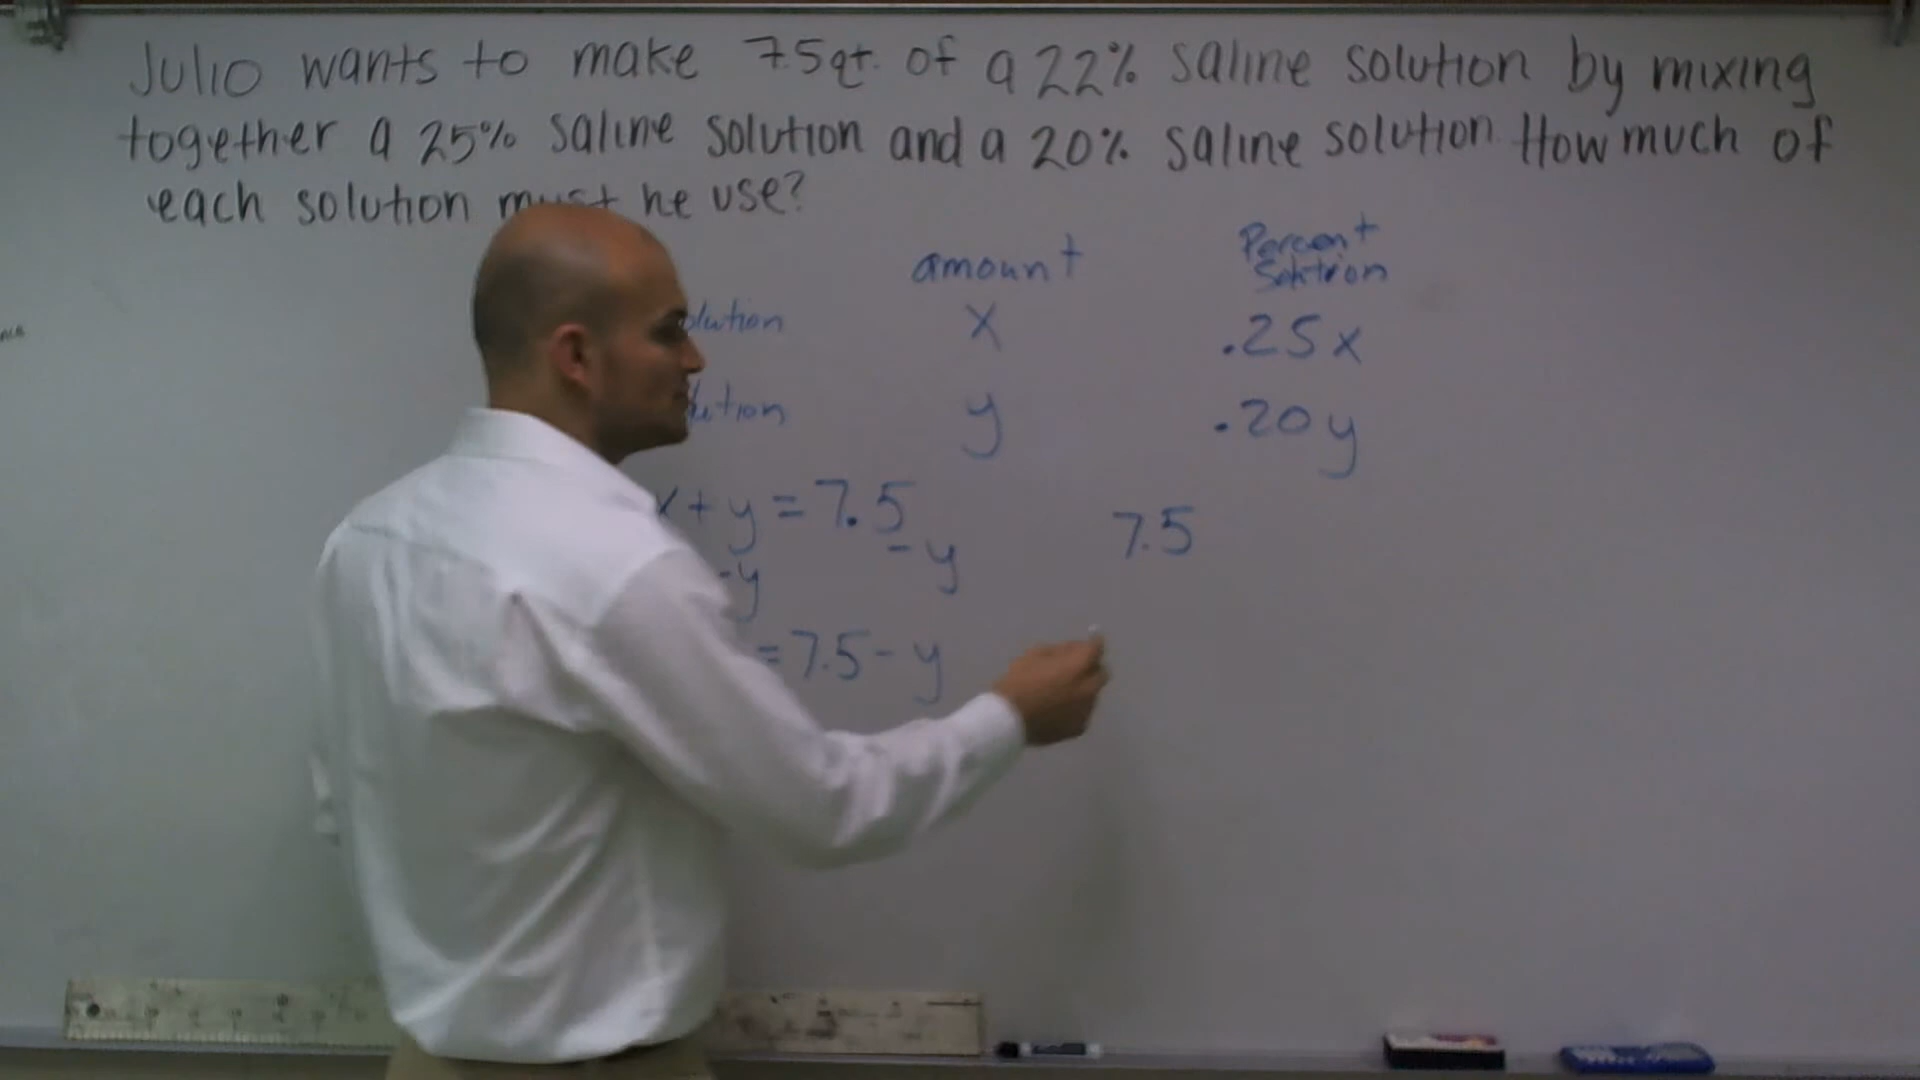 Julio wants to make 7.5qt. of a 22% saline solution by mixing
together a 25% saline solution and a 20% saline solution. How much of
each solution must he use?
amount Percent
Solution
x .25x
y .20y
x + y = 7.5 7.5
-y -y
= 7.5 - y